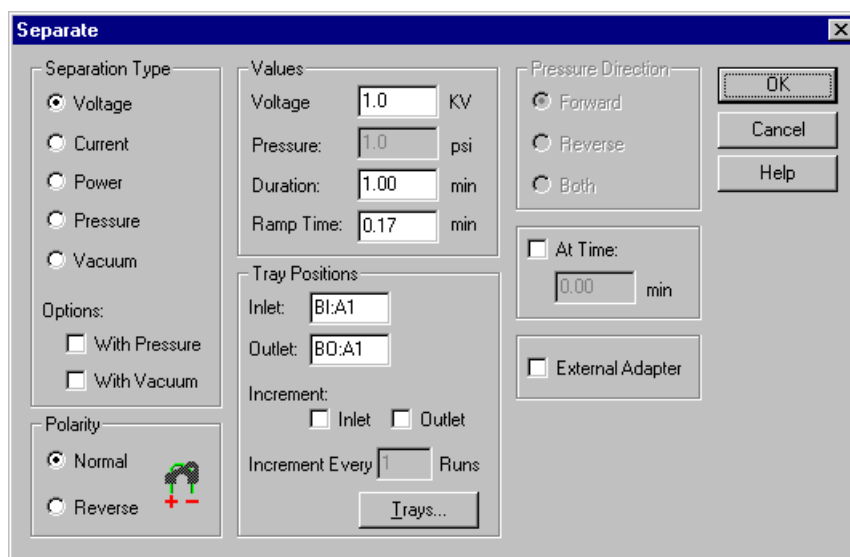 Separate
Separation Type
Voltage
Current
Power
Pressure
Vacuum
Options:
With Pressure
With Vacuum
Polarity
Normal
Reverse
+ −
Values
Voltage 1.0 KV
Pressure: 1.0 psi
Duration: 1.00 min
Ramp Time: 0.17 min
Tray Positions
Inlet: BI:A1
Outlet: BO:A1
Increment:
Inlet Outlet
Increment Every 1 Runs
Trays...
Pressure Direction
Forward
Reverse
Both
At Time:
0.00 min
External Adapter
OK
Cancel
Help